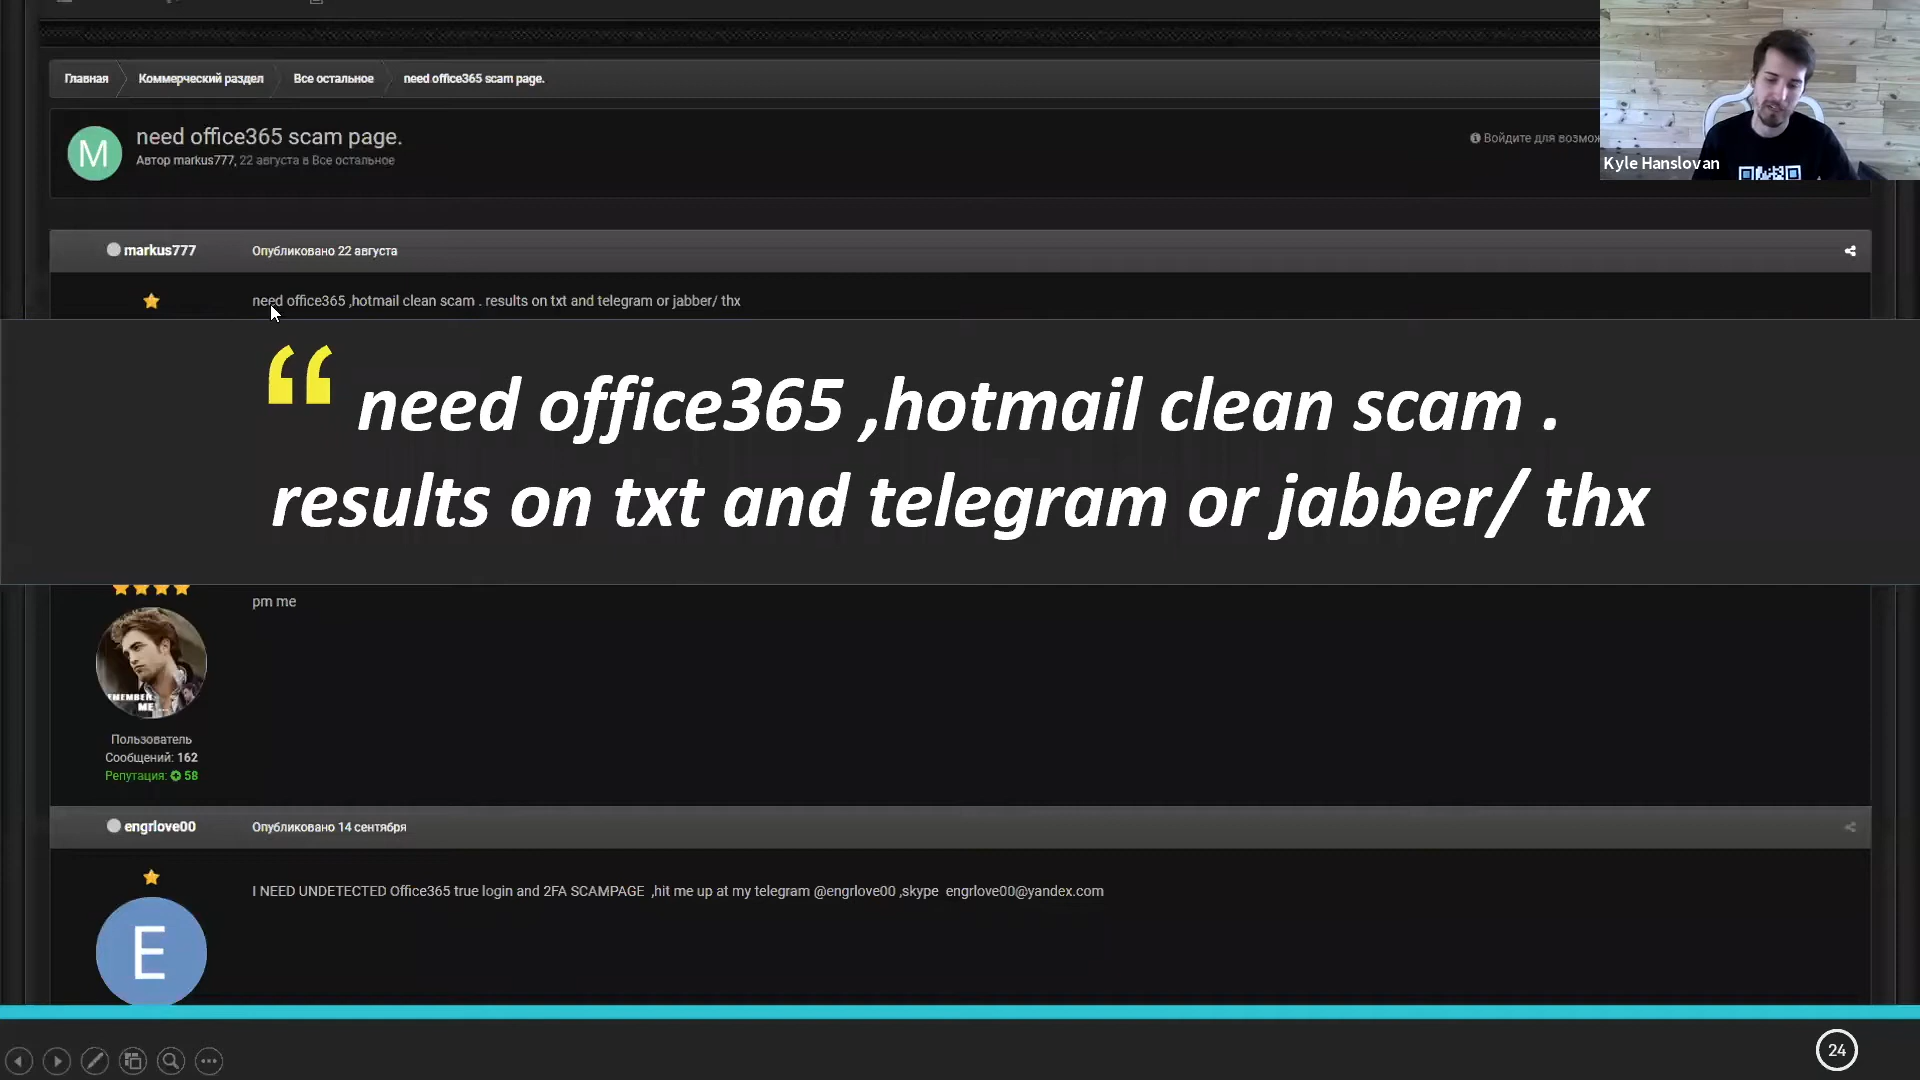 Главная Коммерческий раздел Все остальное need office365 scam page.
M
need office365 scam page.
Автор markus777, 22 августа в Все остальное
Войдите для
Kyle Hanslovan
markus777 Опубликовано 22 августа
need office365 ,hotmail clean scam . results on txt and telegram or jabber/ thx
“ need office365 ,hotmail clean scam .
results on txt and telegram or jabber/ thx
pm me
ME
Пользователь
Сообщений: 162
Репутация: 58
engrlove00 Опубликовано 14 сентября
I NEED UNDETECTED Office365 true login and 2FA SCAMPAGE ,hit me up at my telegram @engrlove00 ,skype engrlove00@yandex.com
E
24